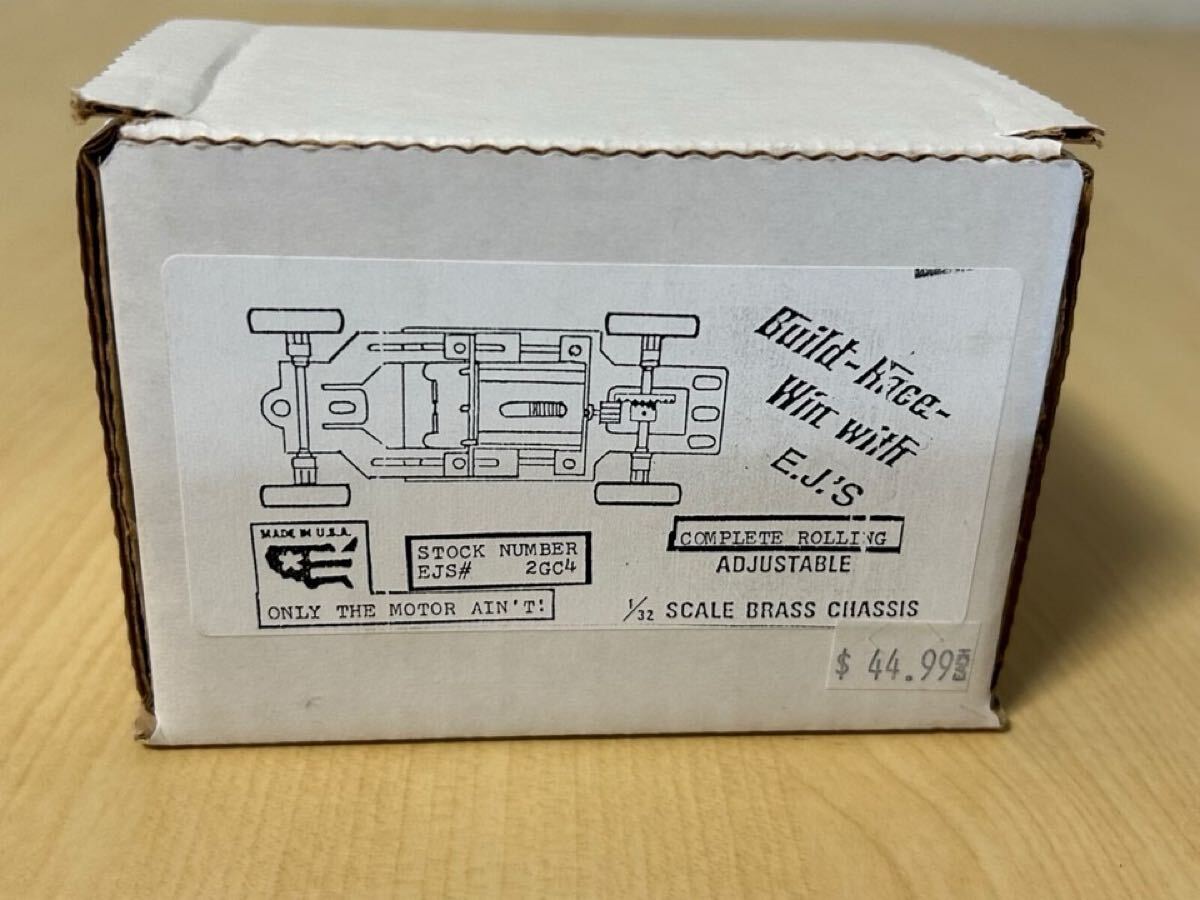 Build-Race-
Win with
E.J.'S
MADE IN U.S.A.
STOCK NUMBER
EJS# 2GC4
ONLY THE MOTOR AIN'T!
COMPLETE ROLLING
ADJUSTABLE
1/32 SCALE BRASS CHASSIS
$ 44.99 EACH